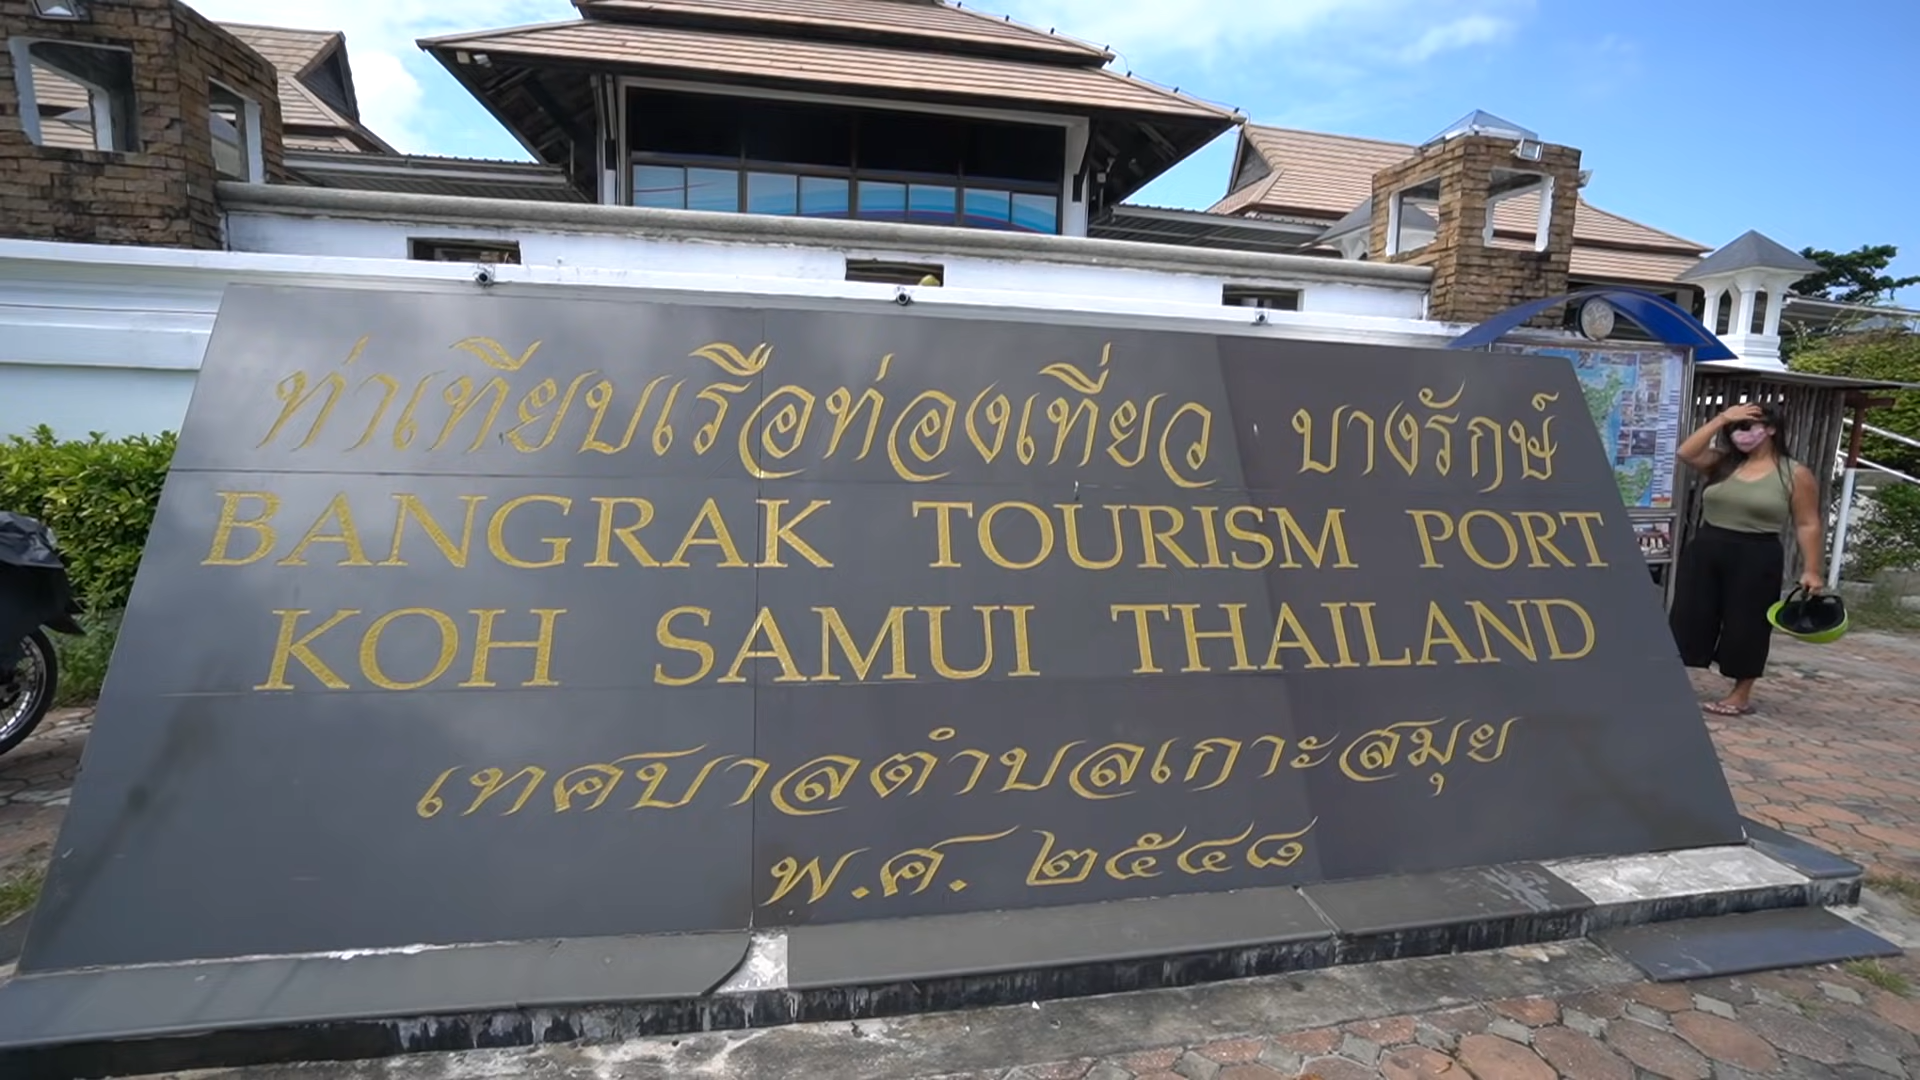 ท่าเทียบเรือท่องเที่ยว บางรักษ์
BANGRAK TOURISM PORT
KOH SAMUI THAILAND
เทศบาลตำบลเกาะสมุย
พ.ศ. ๒๕๔๘